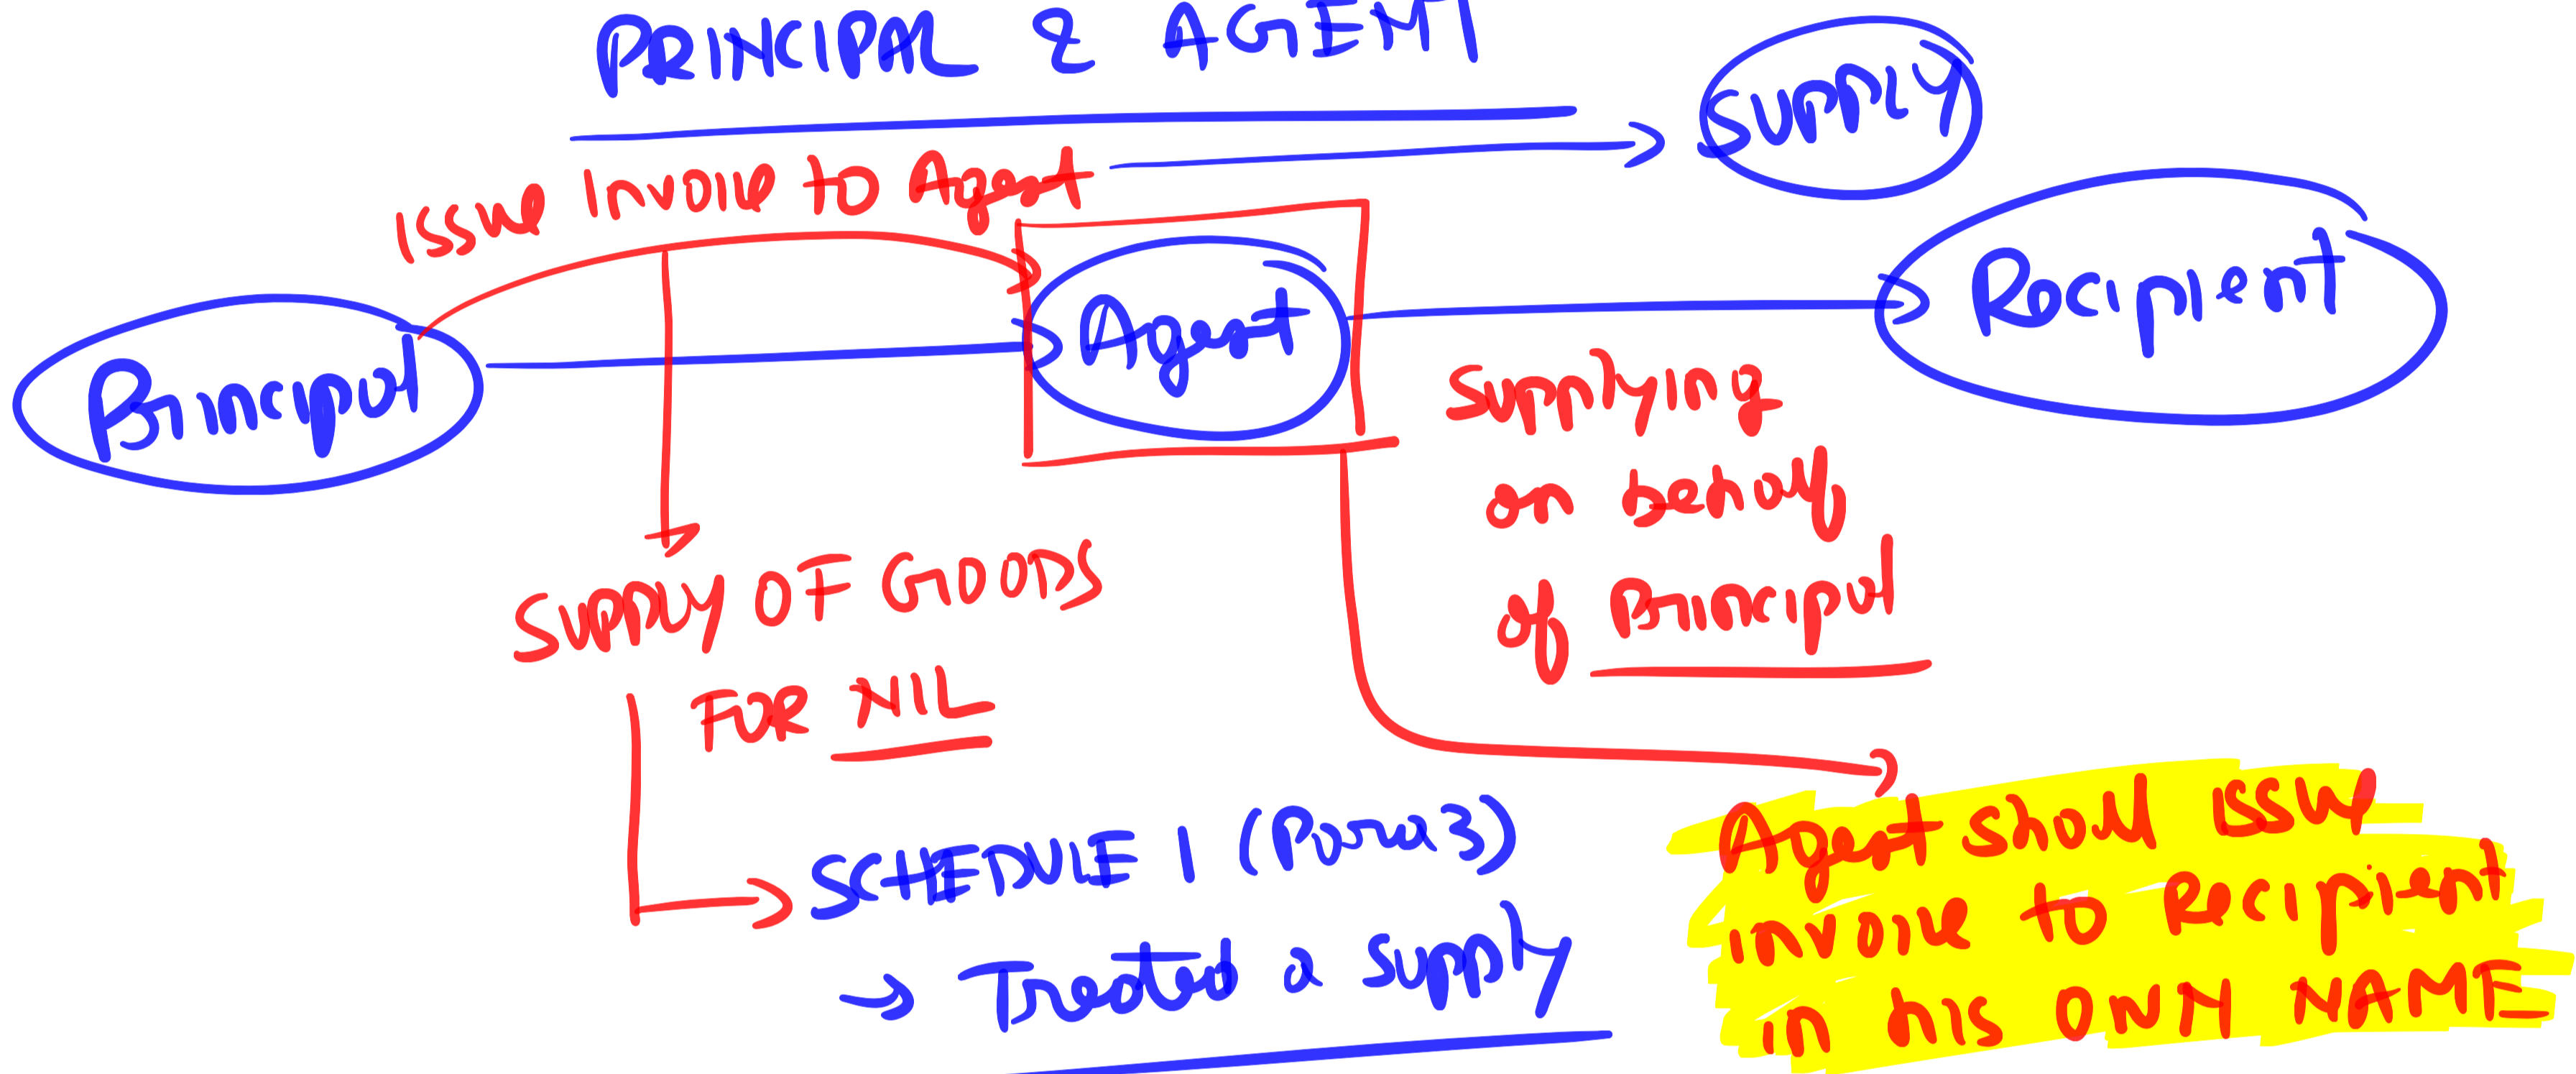 PRINCIPAL & AGENT
SUPPLY
Issue Invoice to Agent
Principal
Agent
Recipient
Supplying
on behalf
of Principal
SUPPLY OF GOODS
FOR NIL
SCHEDULE I (Para 3)
→ Treated a supply
Agent shall issue
invoice to Recipient
in his OWN NAME